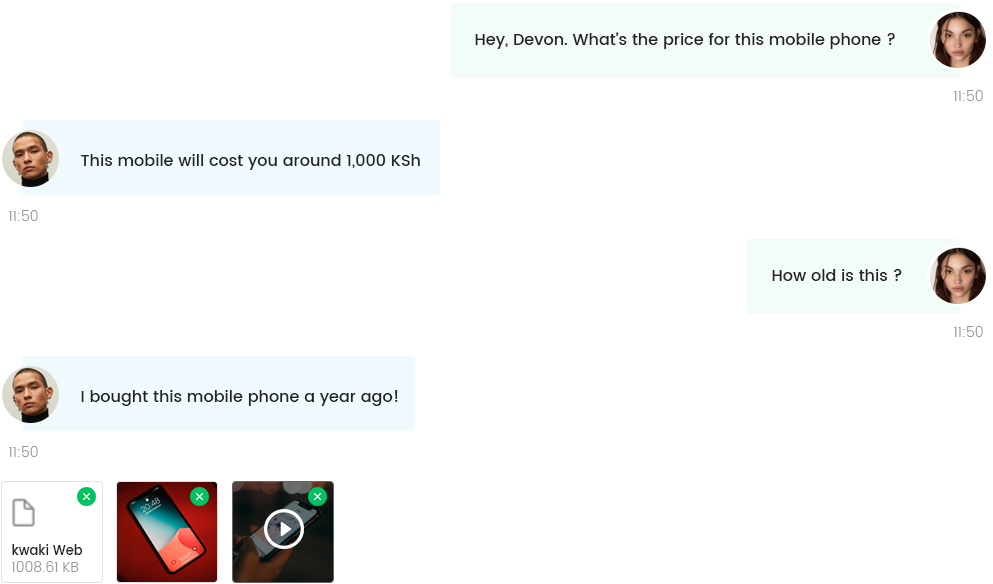 Hey, Devon. What's the price for this mobile phone ?
11:50
This mobile will cost you around 1,000 KSh
11:50
How old is this ?
11:50
I bought this mobile phone a year ago!
11:50
20:48
kwaki Web
1008.61 KB